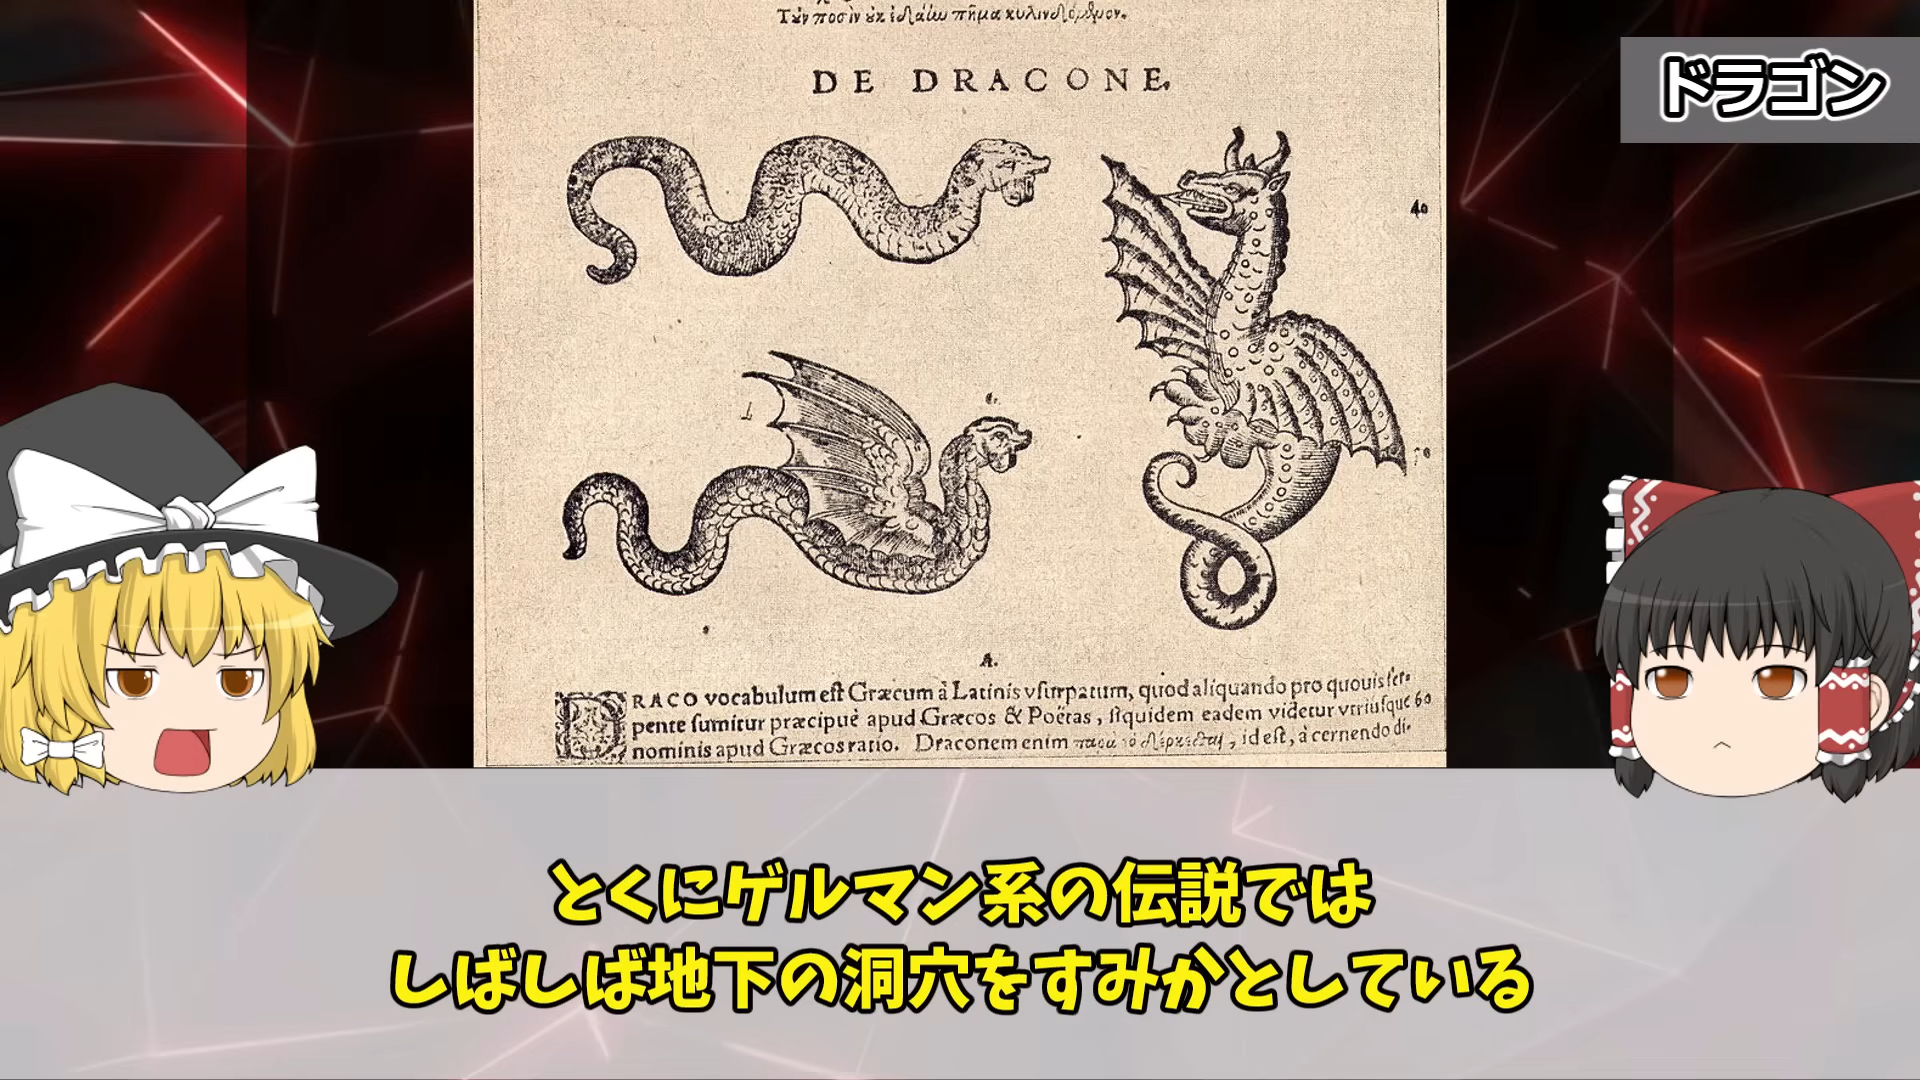 DE DRACONE.
ドラゴン
40
A.
DRACO vocabulum eſt Græcum à Latinis vſurpatum, quod aliquando pro quouis ſer-
pente ſumitur præcipuè apud Græcos & Poëtas, ſiquidem eadem videtur vtriuſque 60
nominis apud Græcos ratio. Draconem enim , id eſt, à cernendo di-
とくにゲルマン系の伝説では
しばしば地下の洞穴をすみかとしている